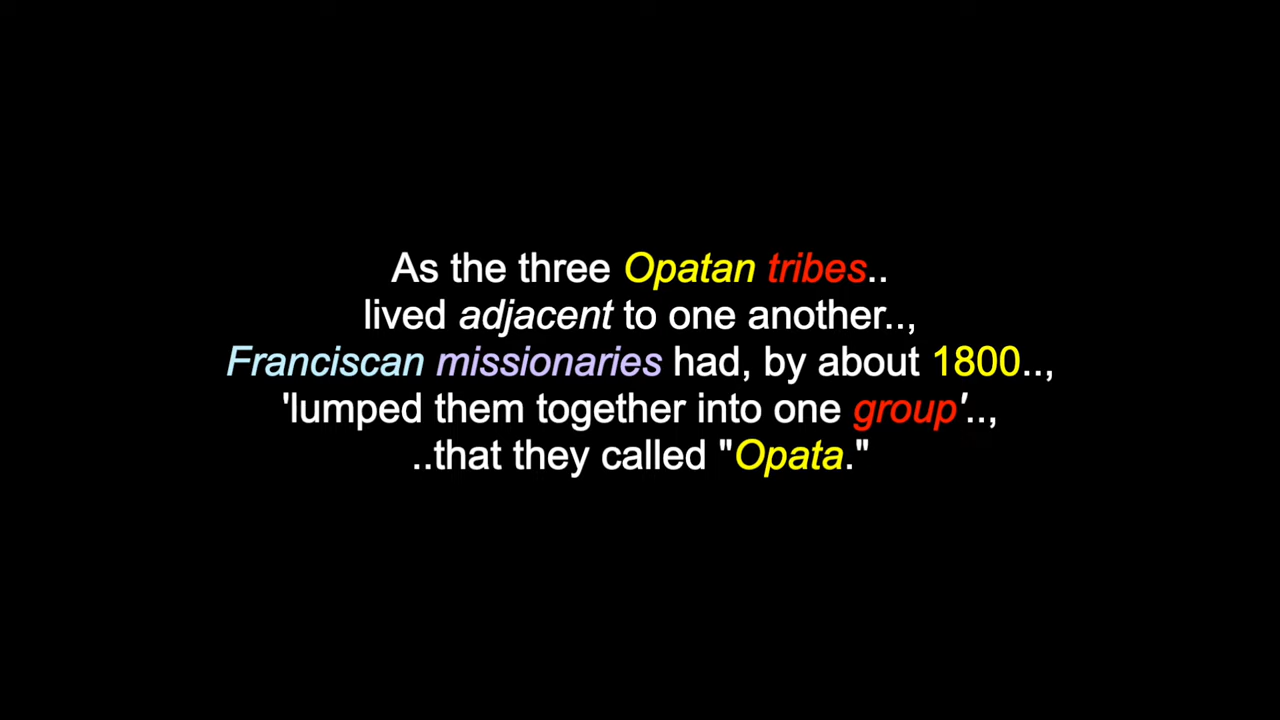 As the three Opatan tribes..
lived adjacent to one another..,
Franciscan missionaries had, by about 1800..,
'lumped them together into one group'..,
..that they called "Opata."